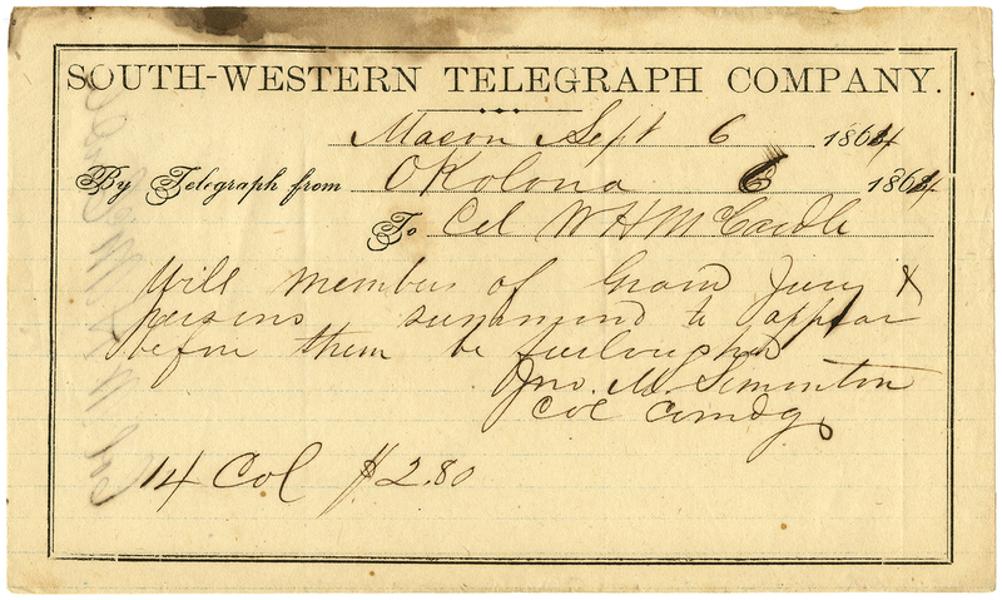 SOUTH-WESTERN TELEGRAPH COMPANY.
Macon Sept 6 1864
By Telegraph from Okolona 6 1864
To Col W H McCardle
Will members of Grand Jury &
persons summond to appear
before them be furloughed
Jno. M. Simonton
Col Comdg
14 Col $2.80